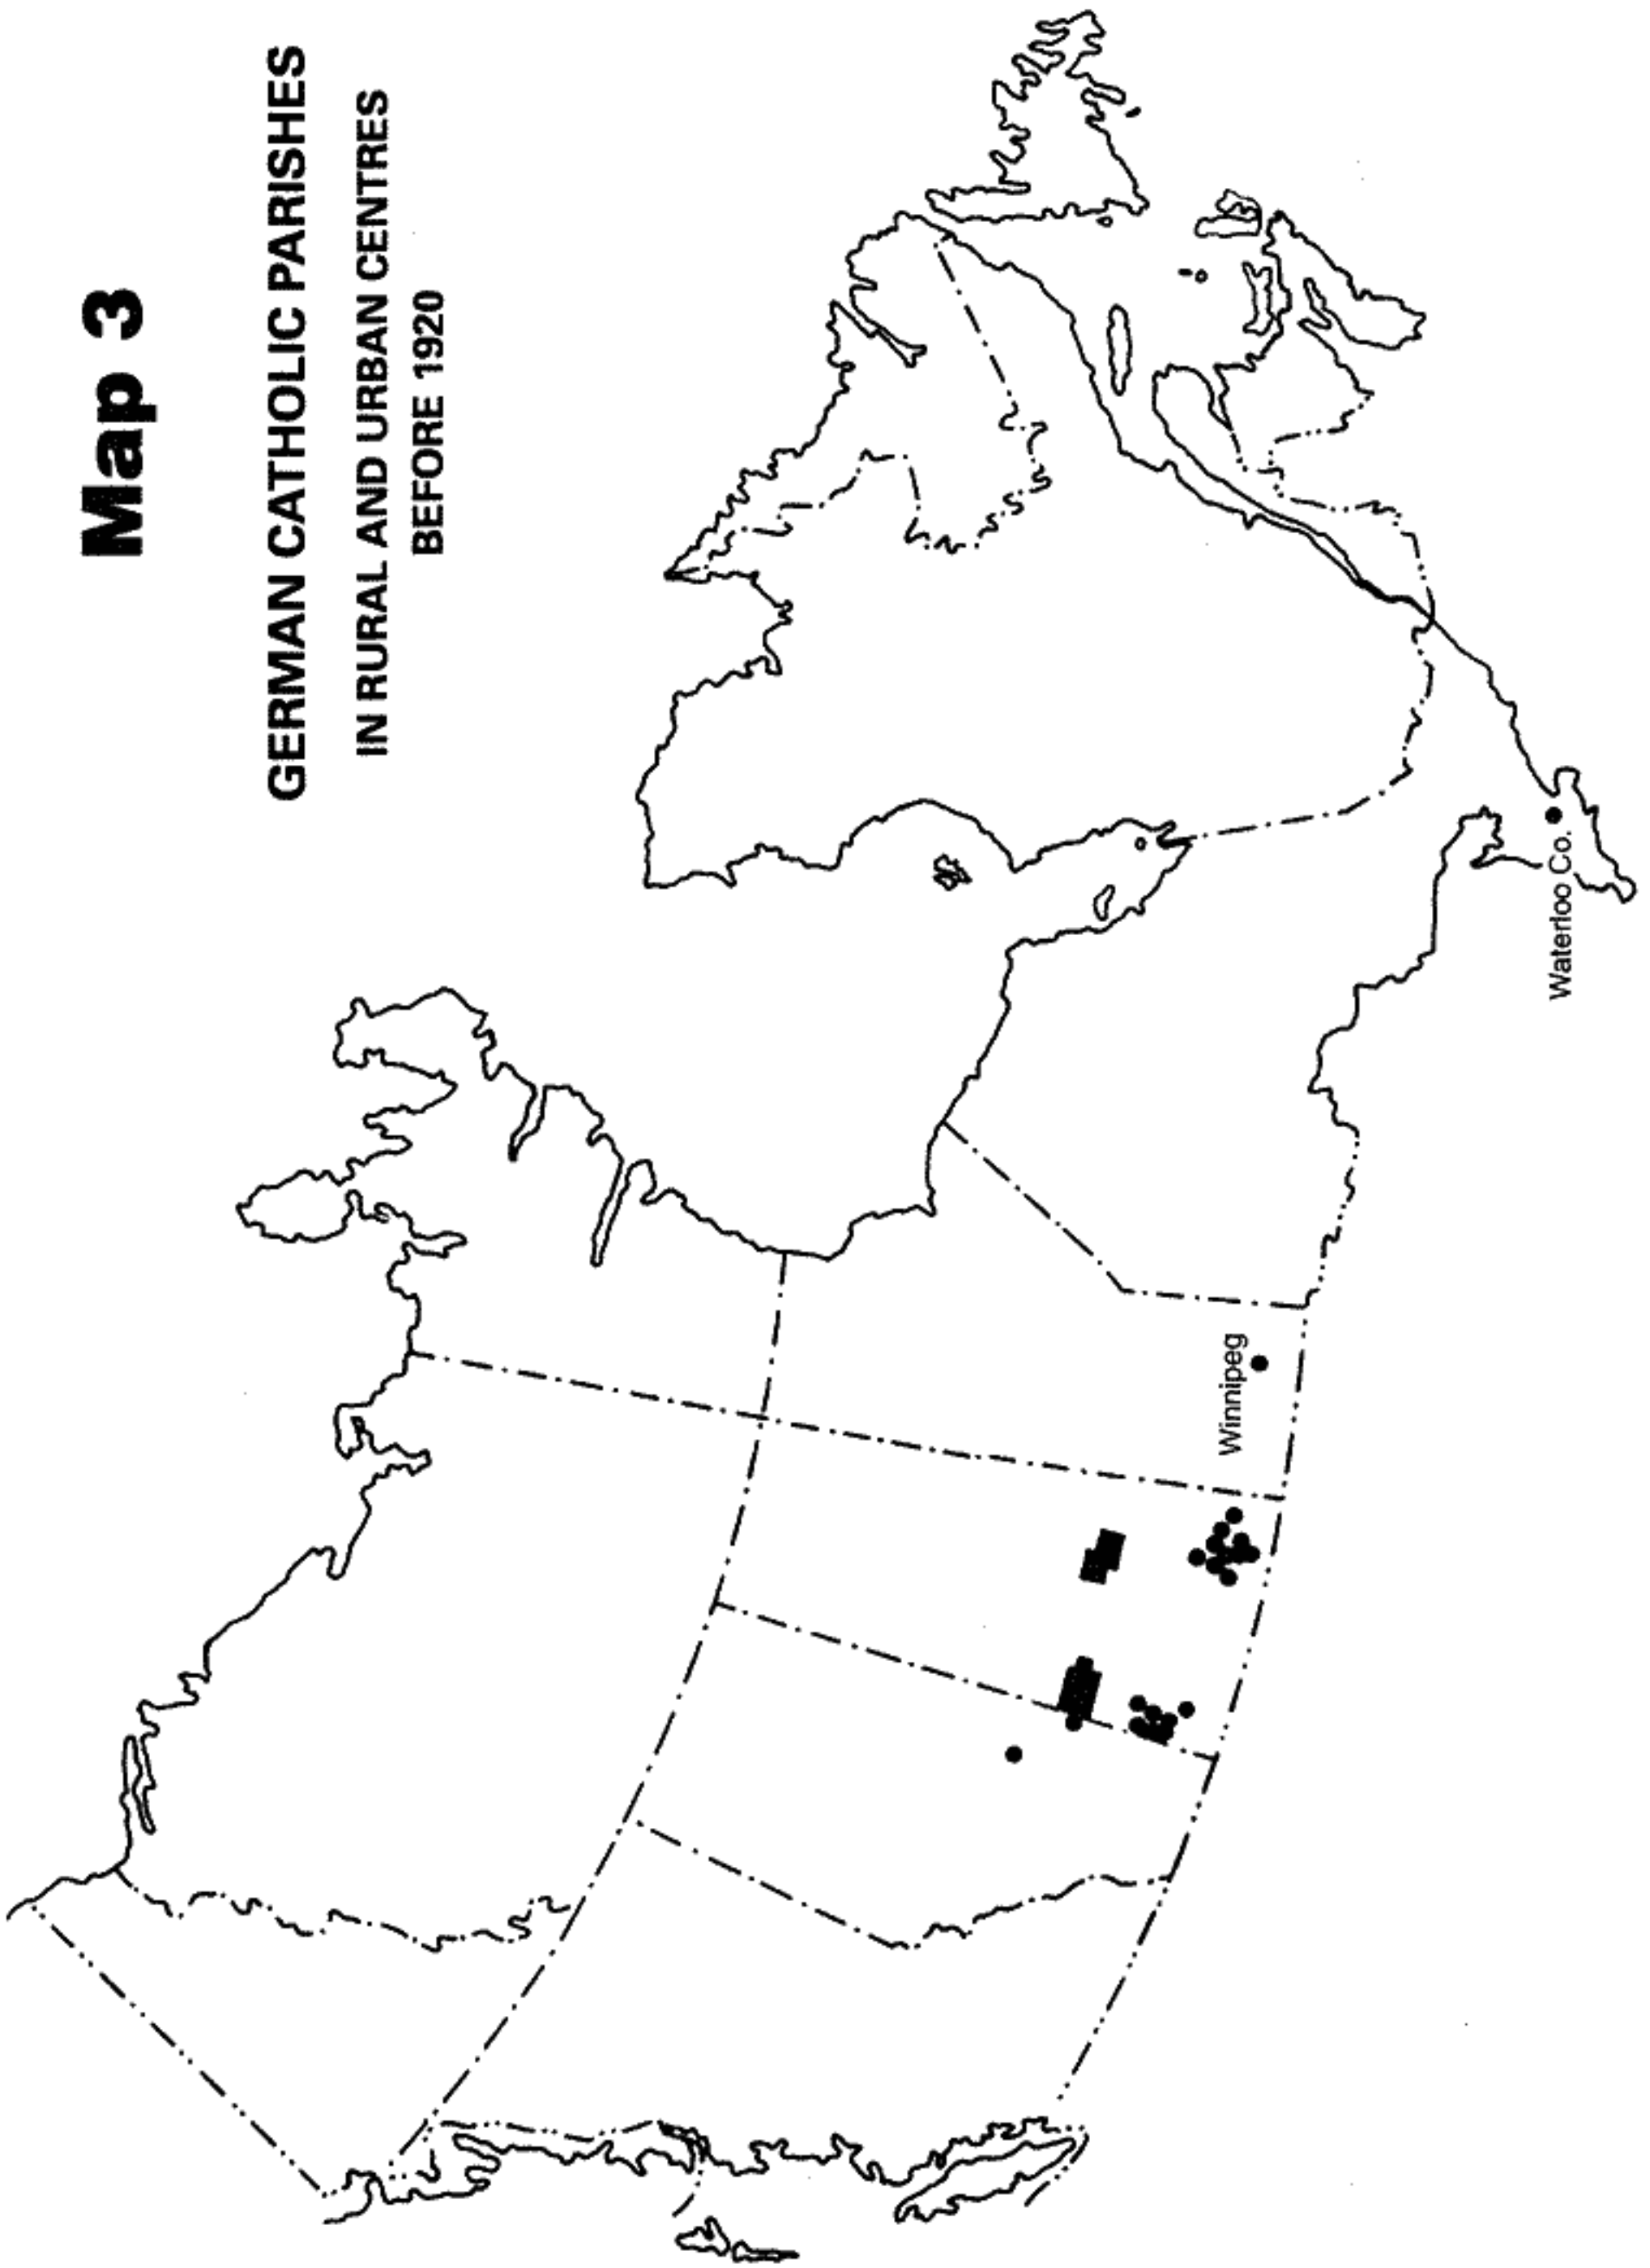 Map 3
GERMAN CATHOLIC PARISHES
IN RURAL AND URBAN CENTRES
BEFORE 1920
Winnipeg
Waterloo Co.